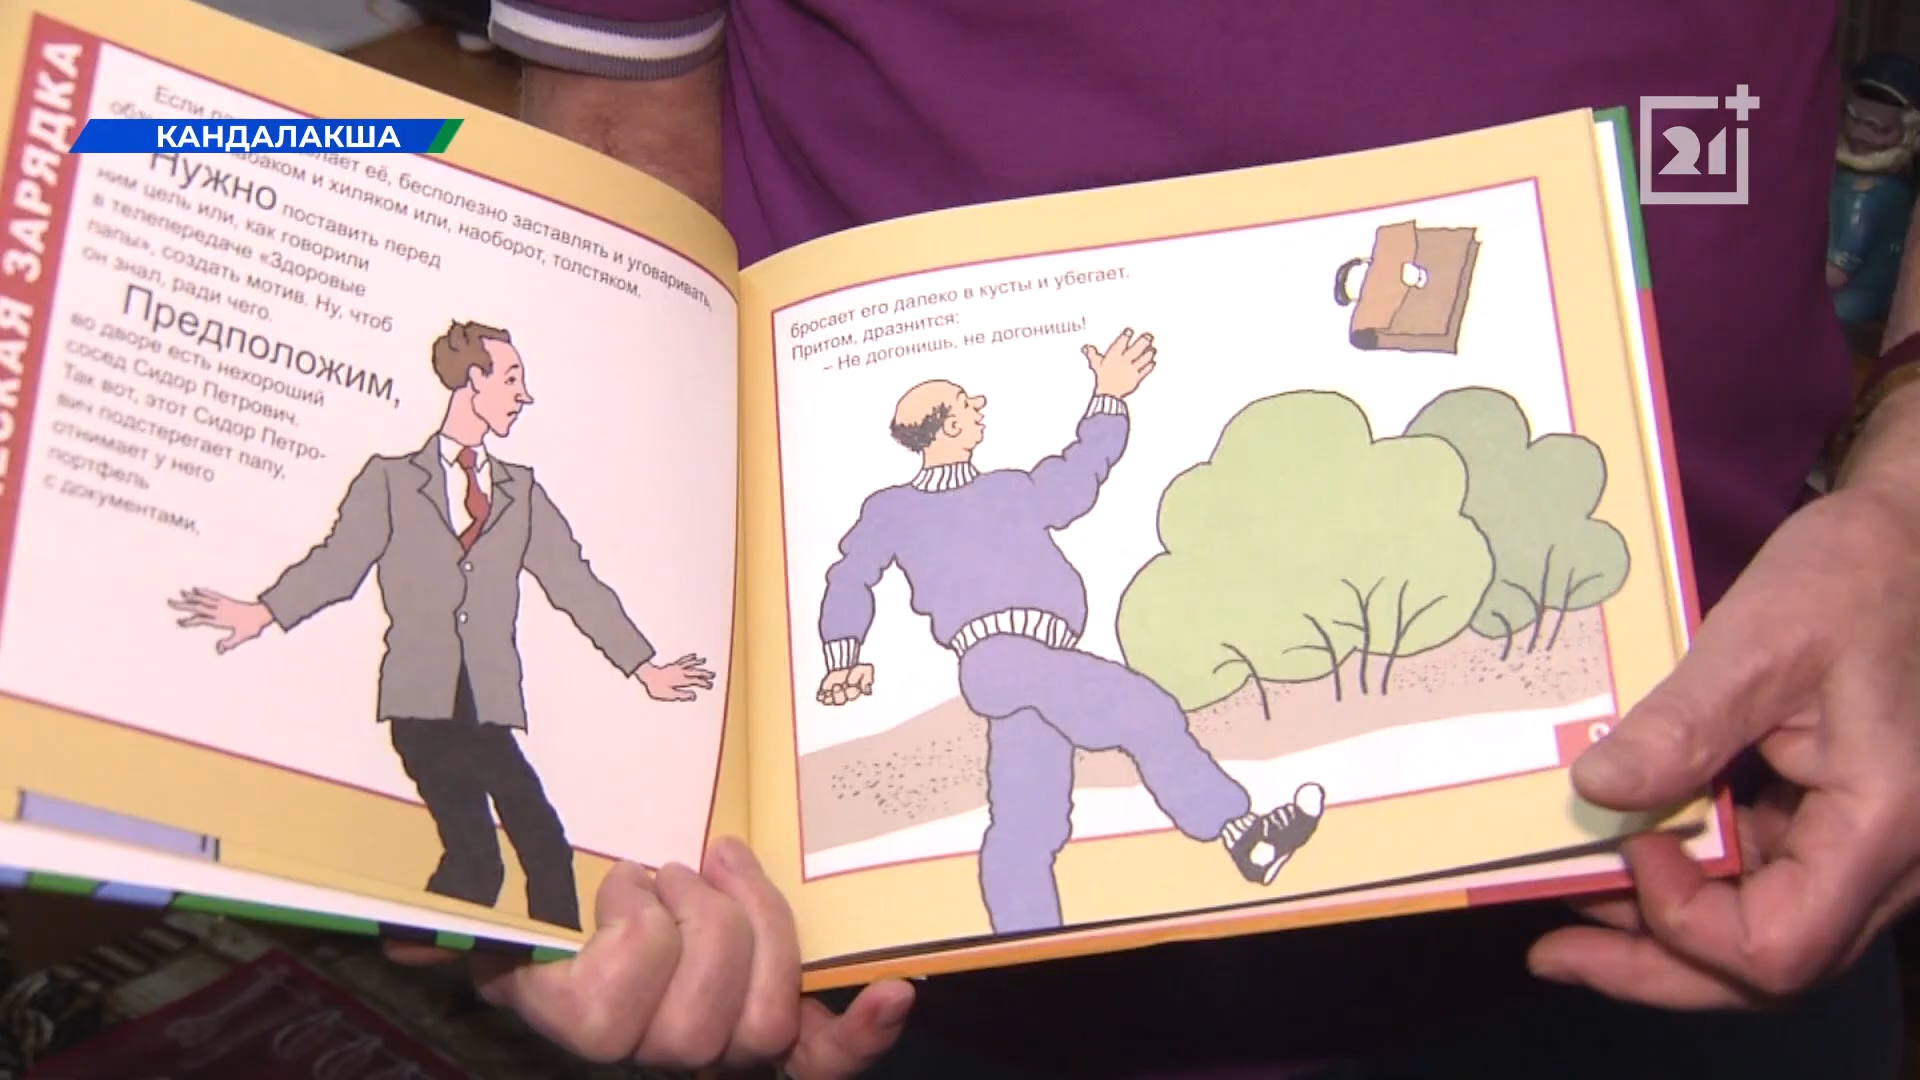 КАНДАЛАКША
21+
ЗАРЯДКА
Если
её, бесполезно заставлять и уговаривать,
и хиляком или, наоборот, толстяком.
Нужно поставить перед
ним цель или, как говорили
в телепередаче «Здоровые
папы», создать мотив. Ну, чтоб
он знал, ради чего.
Предположим,
во дворе есть нехороший
сосед Сидор Петрович.
Так вот, этот Сидор Петро-
вич подстерегает папу,
отнимает у него
портфель
с документами,
бросает его далеко в кусты и убегает.
Притом, дразнится:
– Не догонишь, не догонишь!